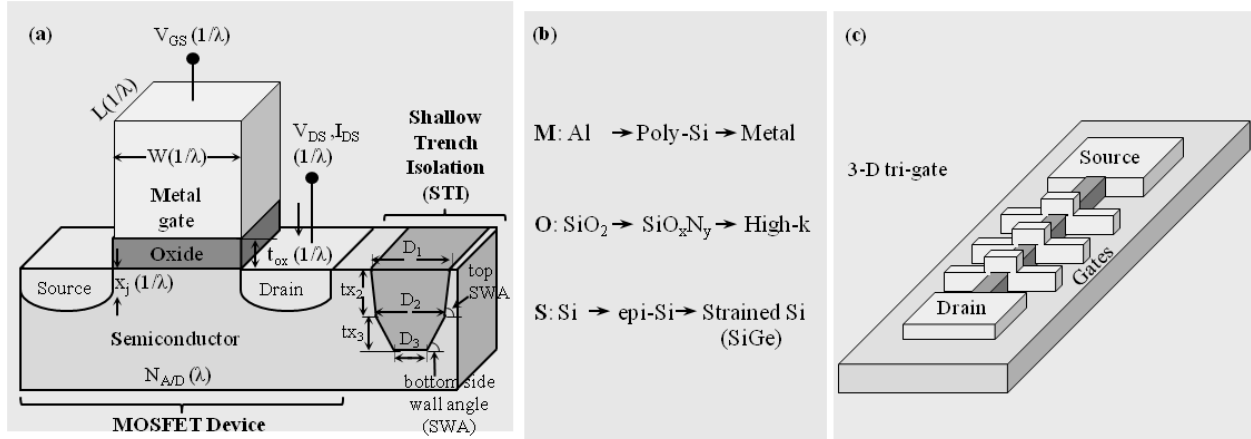 (a)
V_GS (1/λ)
L(1/λ)
W(1/λ)
Metal
gate
Oxide
V_DS ,I_DS
(1/λ)
Shallow
Trench
Isolation
(STI)
t_ox (1/λ)
x_j (1/λ)
Source
Drain
D_1
tx_2
D_2
tx_3
D_3
top
SWA
Semiconductor
N_A/D (λ)
bottom side
wall angle
(SWA)
MOSFET Device
(b)
M: Al → Poly-Si → Metal
O: SiO_2 → SiO_xN_y → High-k
S: Si → epi-Si → Strained Si
(SiGe)
(c)
3-D tri-gate
Source
Gates
Drain